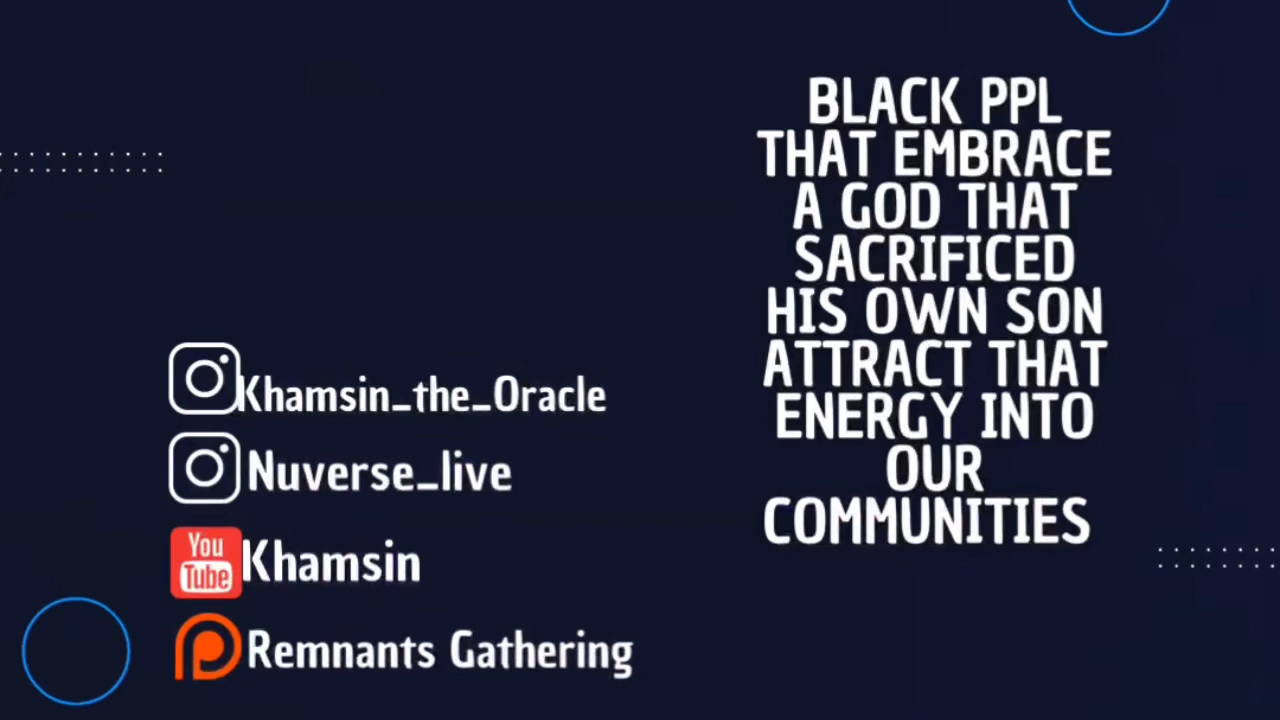 BLACK PPL
THAT EMBRACE
A GOD THAT
SACRIFICED
HIS OWN SON
ATTRACT THAT
ENERGY INTO
OUR
COMMUNITIES
Khamsin_the_Oracle
Nuverse_live
You
Tube
Khamsin
Remnants Gathering